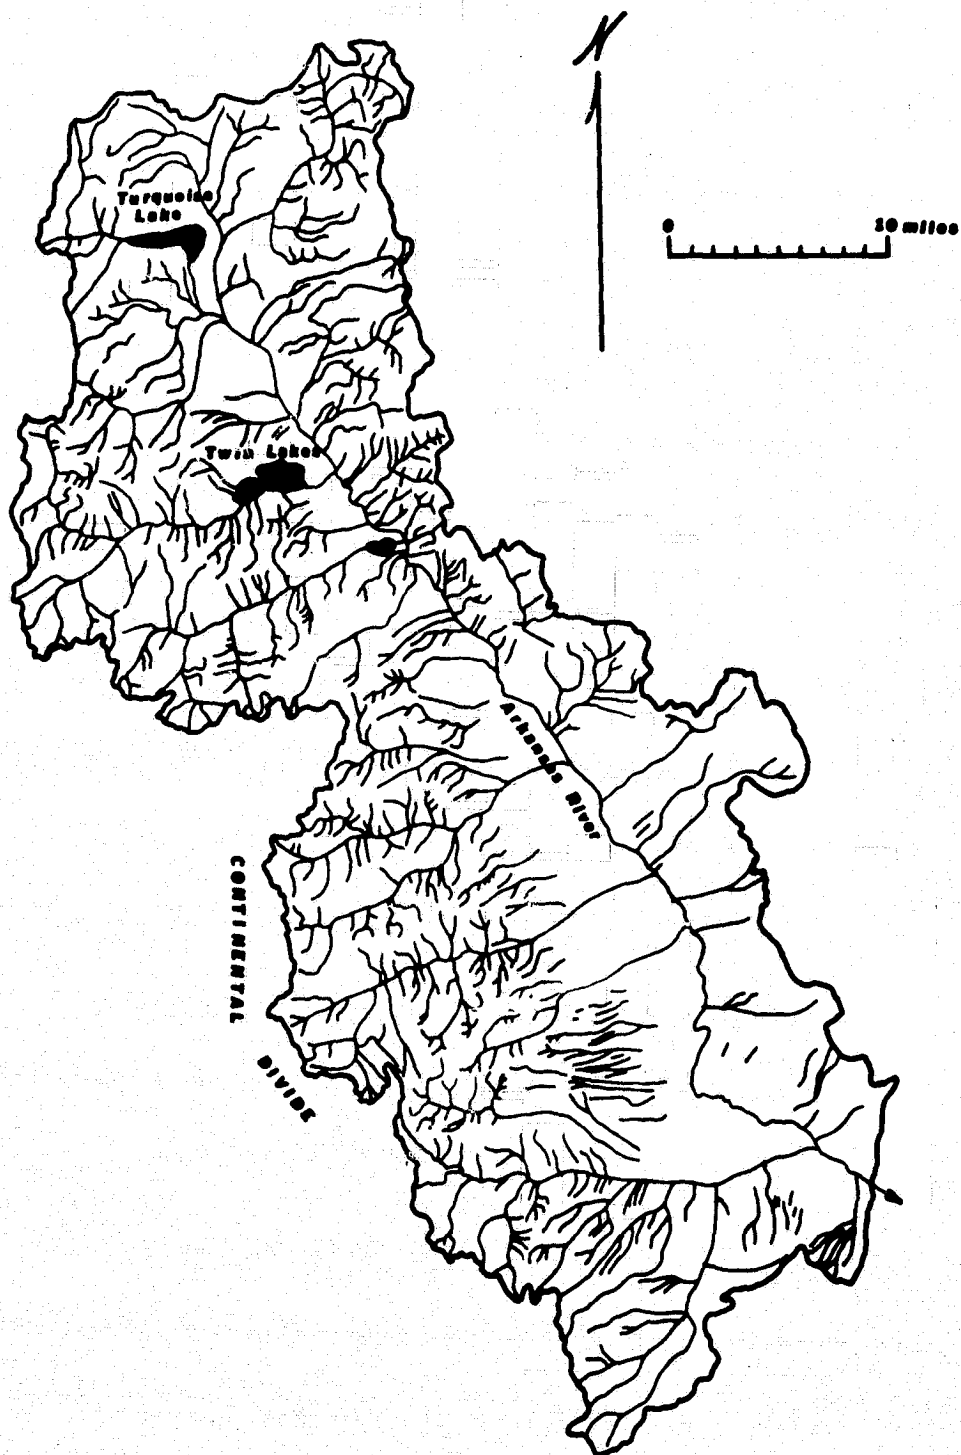 N
0 10 miles
Turquoise
Lake
Twin Lakes
Arkansas River
CONTINENTAL
DIVIDE